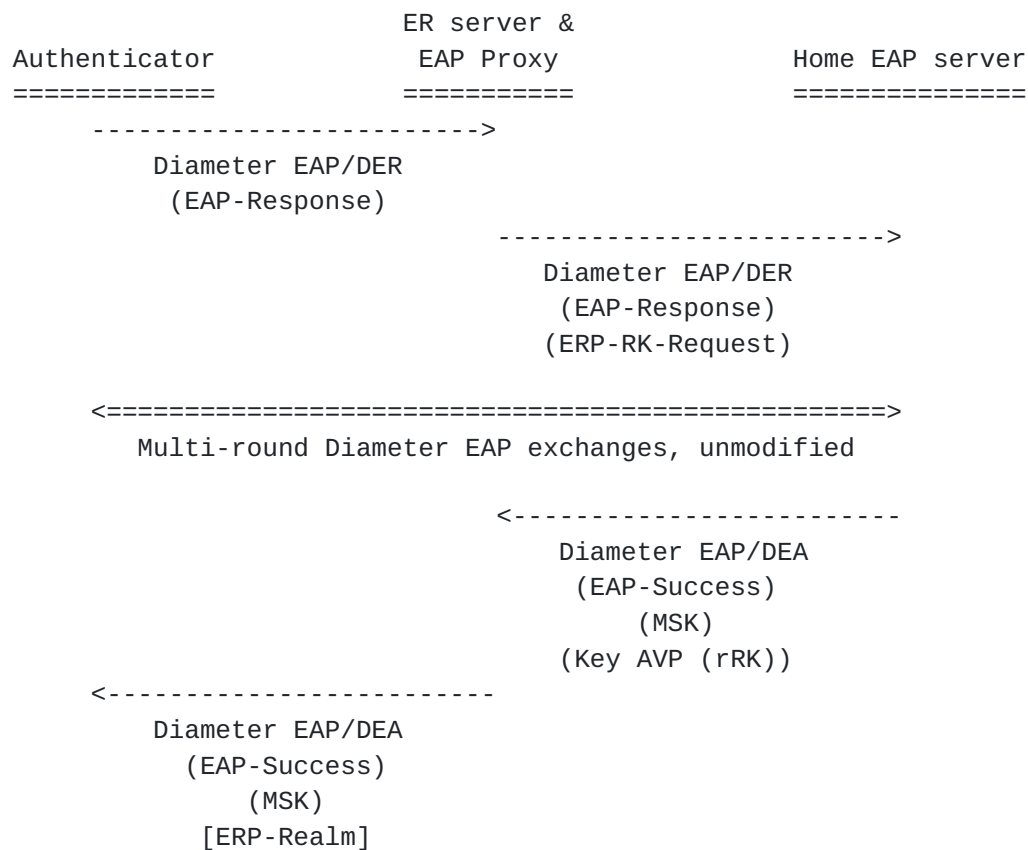 ER server &
Authenticator             EAP Proxy              Home EAP server
=============            ===========             ===============
     ------------------------->
         Diameter EAP/DER
          (EAP-Response)
                               ------------------------->
                                  Diameter EAP/DER
                                   (EAP-Response)
                                  (ERP-RK-Request)

     <==================================================>
        Multi-round Diameter EAP exchanges, unmodified

                               <-------------------------
                                   Diameter EAP/DEA
                                    (EAP-Success)
                                        (MSK)
                                   (Key AVP (rRK))
     <-------------------------
         Diameter EAP/DEA
           (EAP-Success)
               (MSK)
            [ERP-Realm]